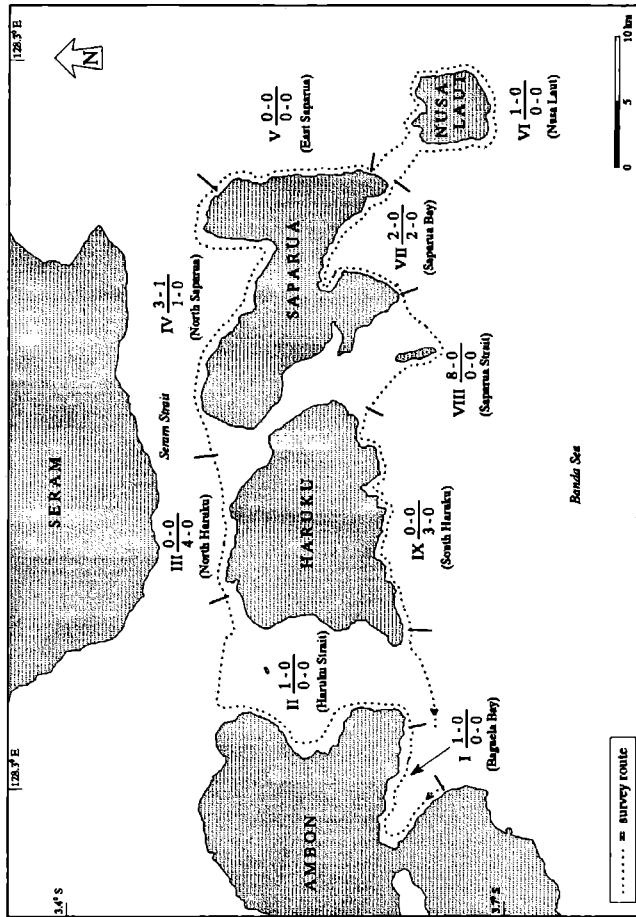 128.3° E
128.3° E
N
3.4° S
SERAM
Seram Strait
III 0 - 0
4 - 0
(North Haruku)
IV 3 - 1
1 - 0
(North Saparua)
V 0 - 0
0 - 0
(East Saparua)
II 1 - 0
0 - 0
(Haruku Strait)
AMBON
HARUKU
SAPARUA
NUSA
LAUT
I 1 - 0
0 - 0
(Baguela Bay)
IX 0 - 0
3 - 0
(South Haruku)
VIII 8 - 0
0 - 0
(Saparua Strait)
VII 2 - 0
2 - 0
(Saparua Bay)
VI 1 - 0
0 - 0
(Nusa Laut)
3.7° S
Banda Sea
= survey route
0 5 10 km